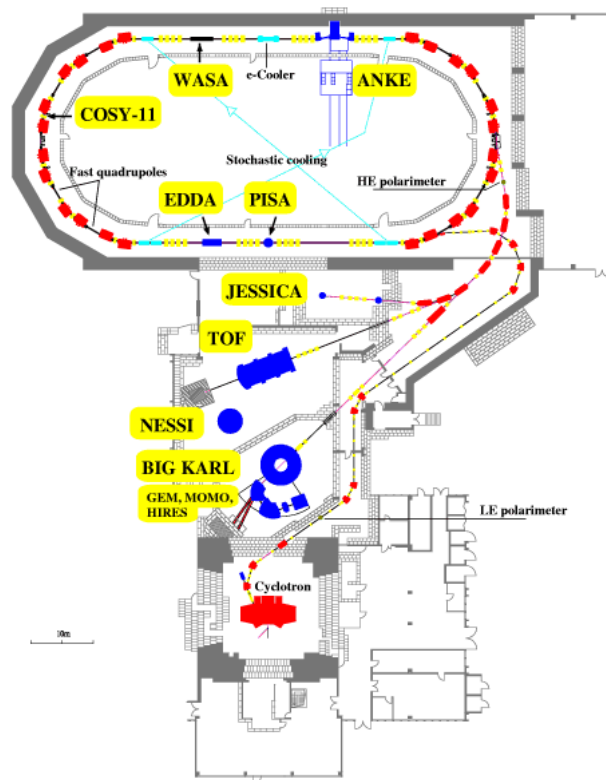 WASA
e-Cooler
ANKE
COSY-11
Stochastic cooling
Fast quadrupoles
HE polarimeter
EDDA
PISA
JESSICA
TOF
NESSI
BIG KARL
GEM, MOMO,
HIRES
LE polarimeter
Cyclotron
10m